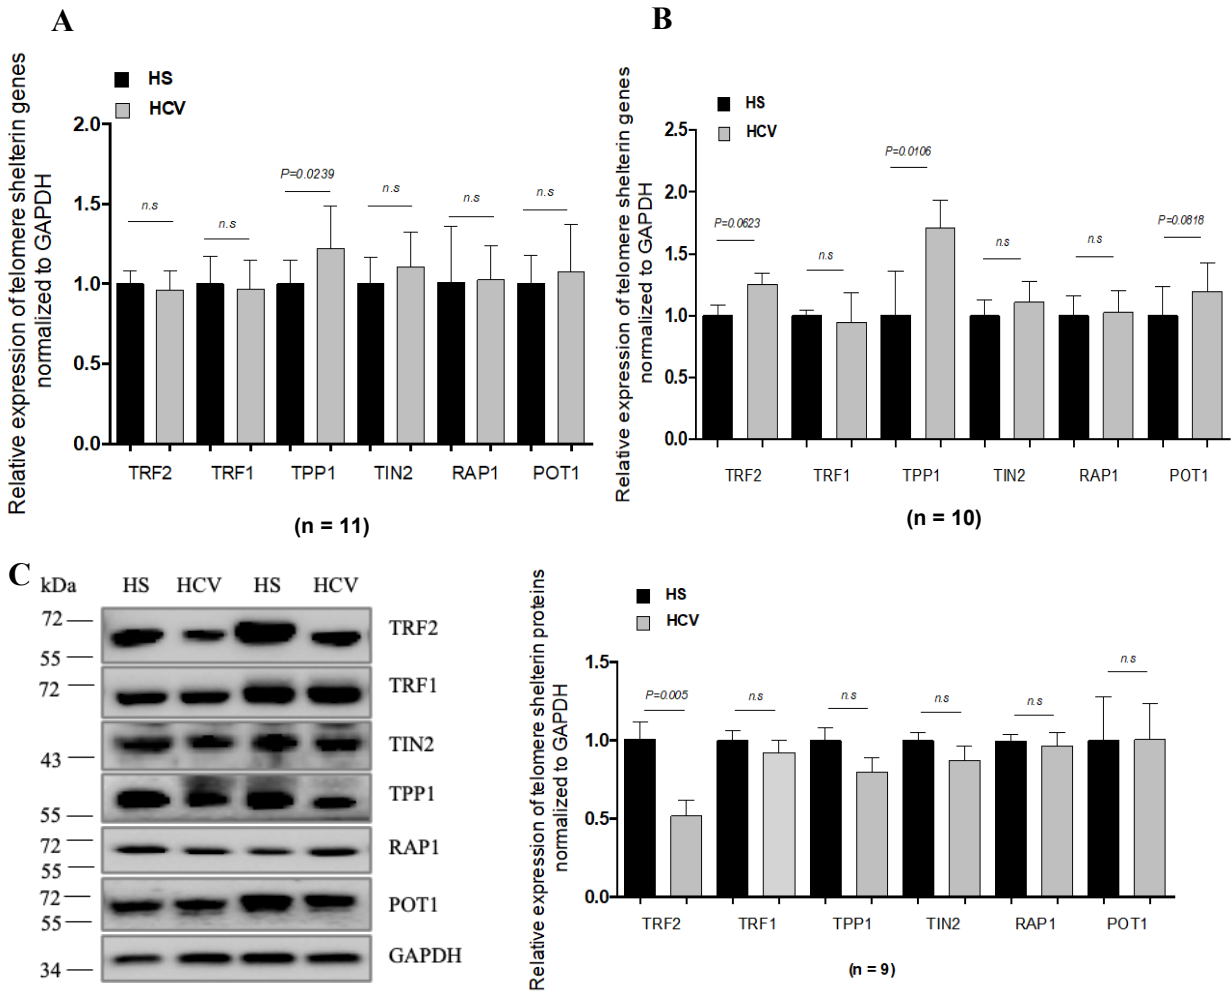 A
HS
HCV
Relative expression of telomere shelterin genes
normalized to GAPDH
2.0
1.5
1.0
0.5
0.0
n.s
n.s
P=0.0239
n.s
n.s
n.s
TRF2 TRF1 TPP1 TIN2 RAP1 POT1
(n = 11)
B
HS
HCV
Relative expression of telomere shelterin genes
normalized to GAPDH
2.5
2.0
1.5
1.0
0.5
0.0
P=0.0623
n.s
P=0.0106
n.s
n.s
P=0.0818
TRF2 TRF1 TPP1 TIN2 RAP1 POT1
(n = 10)
C
kDa HS HCV HS HCV
72
55
TRF2
72
TRF1
43
TIN2
55
TPP1
72
55
RAP1
72
55
POT1
34
GAPDH
HS
HCV
Relative expression of telomere shelterin proteins
normalized to GAPDH
1.5
1.0
0.5
0.0
P=0.005
n.s
n.s
n.s
n.s
n.s
TRF2 TRF1 TPP1 TIN2 RAP1 POT1
(n = 9)